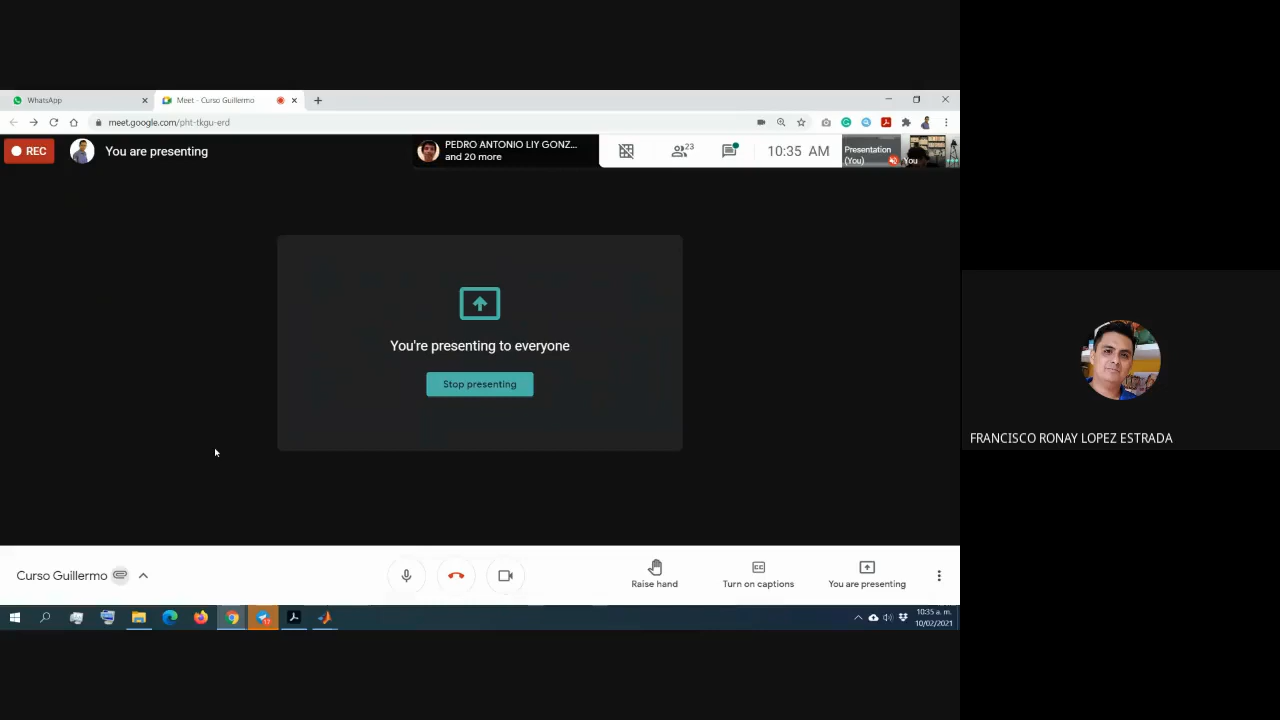 WhatsApp
Meet - Curso Guillermo
meet.google.com/pht-tkgu-erd
REC
You are presenting
PEDRO ANTONIO LIY GONZ...
and 20 more
23
10:35 AM
Presentation
(You)
You
You're presenting to everyone
Stop presenting
FRANCISCO RONAY LOPEZ ESTRADA
Curso Guillermo
Raise hand
Turn on captions
You are presenting
10:35 a. m.
10/02/2021